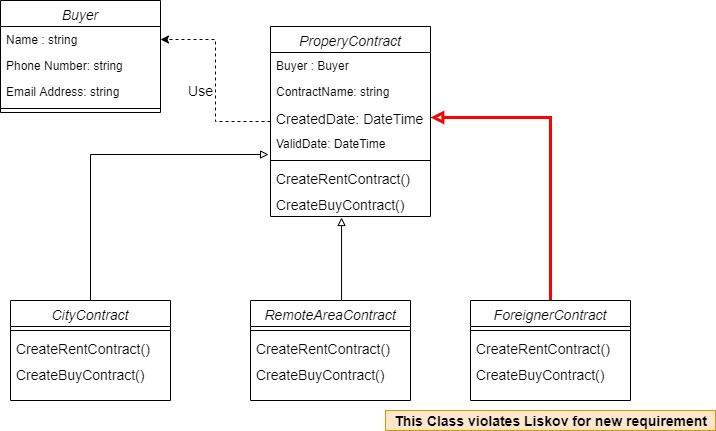 Buyer
Name : string
Phone Number: string
Email Address: string
Use
ProperyContract
Buyer : Buyer
ContractName: string
CreatedDate: DateTime
ValidDate: DateTime
CreateRentContract()
CreateBuyContract()
CityContract
CreateRentContract()
CreateBuyContract()
RemoteAreaContract
CreateRentContract()
CreateBuyContract()
ForeignerContract
CreateRentContract()
CreateBuyContract()
This Class violates Liskov for new requirement